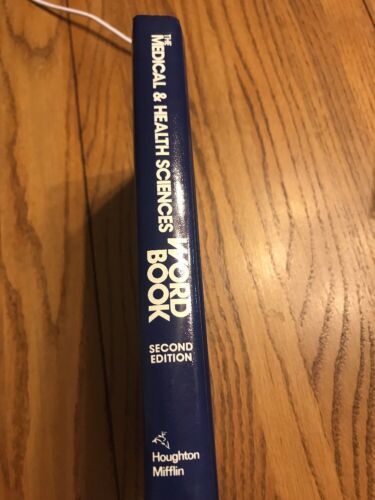 THE
MEDICAL & HEALTH SCIENCES
WORD
BOOK
SECOND
EDITION
Houghton
Mifflin